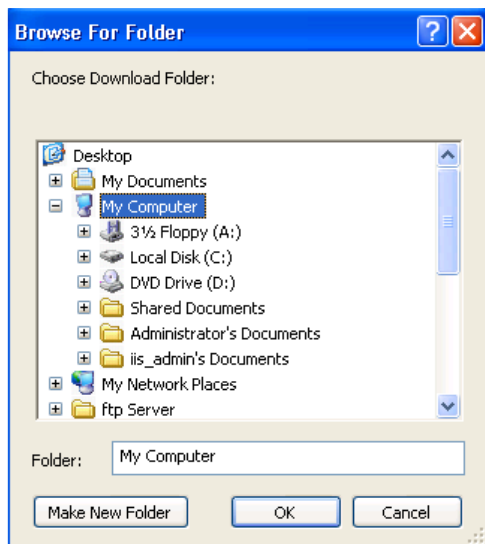 Browse For Folder
Choose Download Folder:
Desktop
My Documents
My Computer
3½ Floppy (A:)
Local Disk (C:)
DVD Drive (D:)
Shared Documents
Administrator's Documents
iis_admin's Documents
My Network Places
ftp Server
Folder: My Computer
Make New Folder OK Cancel